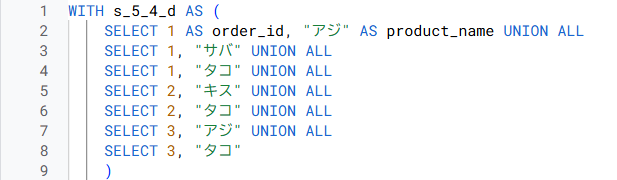 1 WITH s_5_4_d AS (
2 SELECT 1 AS order_id, "アジ" AS product_name UNION ALL
3 SELECT 1, "サバ" UNION ALL
4 SELECT 1, "タコ" UNION ALL
5 SELECT 2, "キス" UNION ALL
6 SELECT 2, "タコ" UNION ALL
7 SELECT 3, "アジ" UNION ALL
8 SELECT 3, "タコ"
9 )